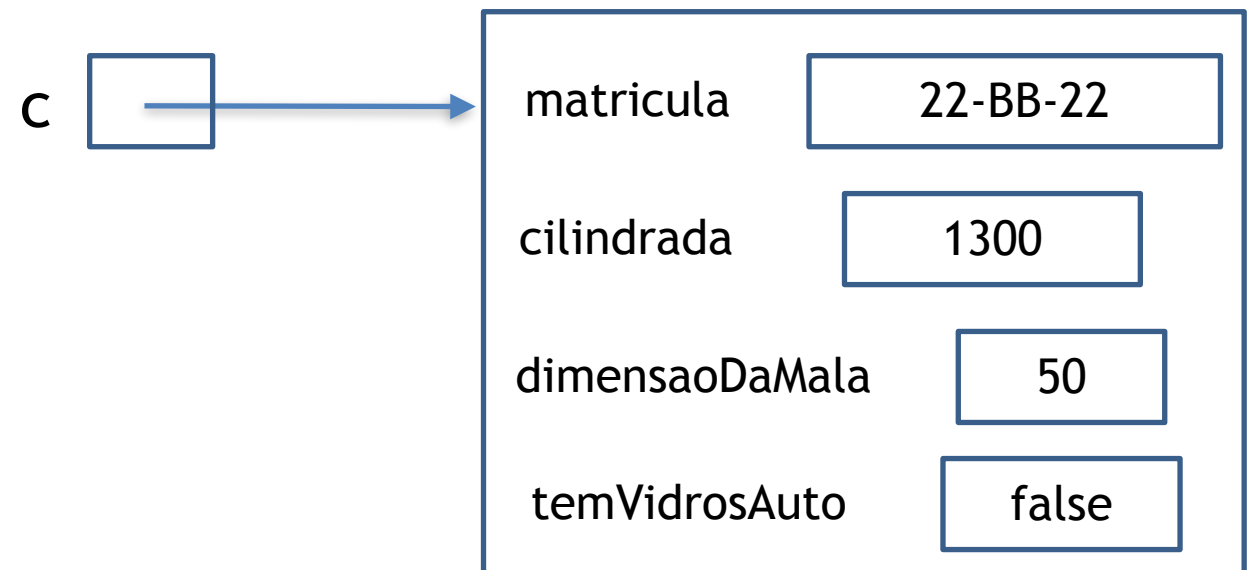 c
matricula 22-BB-22
cilindrada 1300
dimensaoDaMala 50
temVidrosAuto false